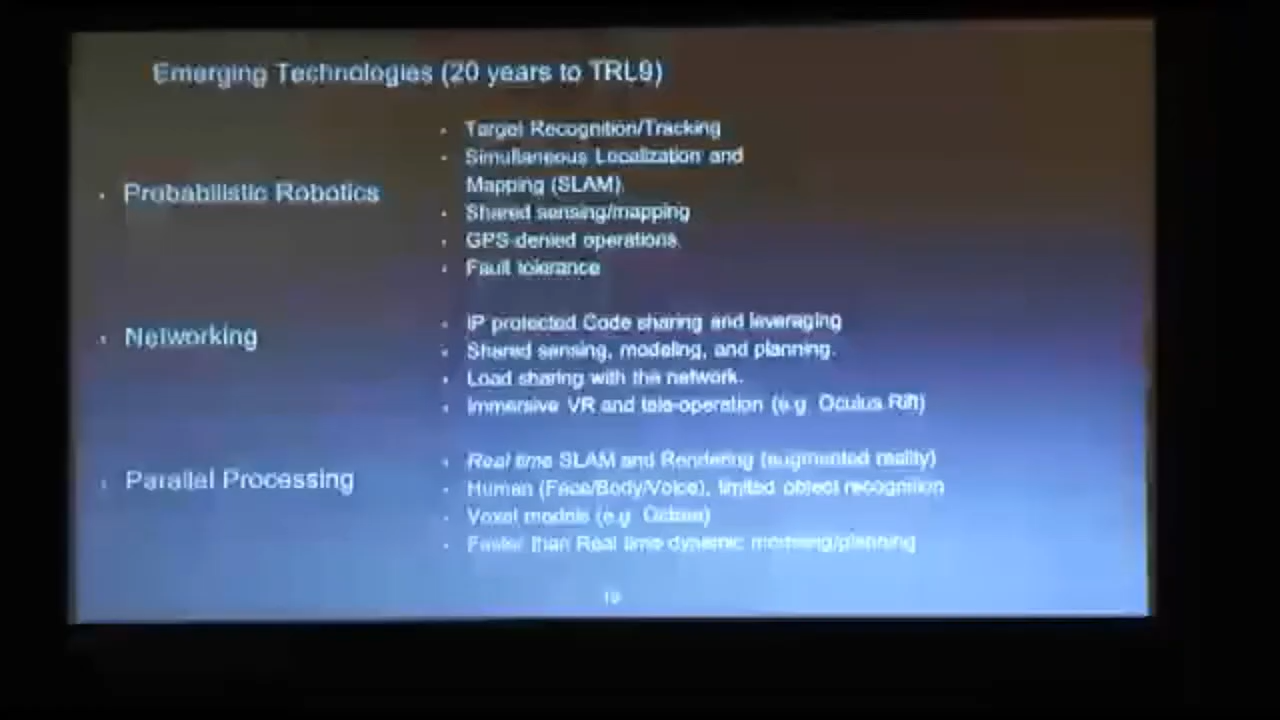 Emerging Technologies (20 years to TRL9)
• Probabilistic Robotics
• Target Recognition/Tracking
• Simultaneous Localization and
Mapping (SLAM)
• Shared sensing/mapping
• GPS-denied operations
• Fault tolerance
• Networking
• IP protected Code sharing and leveraging
• Shared sensing, modeling, and planning.
• Load sharing with the network.
• Immersive VR and tele-operation (e.g. Oculus Rift)
• Parallel Processing
• Real time SLAM and Rendering (augmented reality)
• Human (Face/Body/Voice), limited object recognition
• Voxel models (e.g. Octree)
• Faster than Real time dynamic modeling/planning